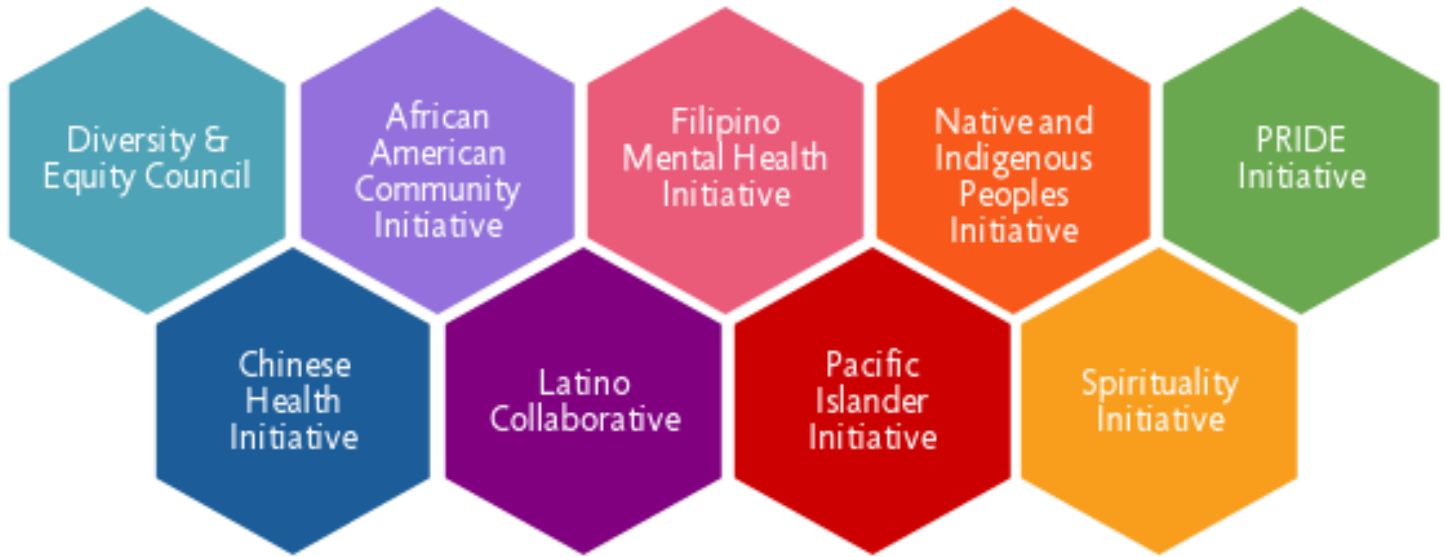 Diversity &
Equity Council
African
American
Community
Initiative
Filipino
Mental Health
Initiative
Native and
Indigenous
Peoples
Initiative
PRIDE
Initiative
Chinese
Health
Initiative
Latino
Collaborative
Pacific
Islander
Initiative
Spirituality
Initiative